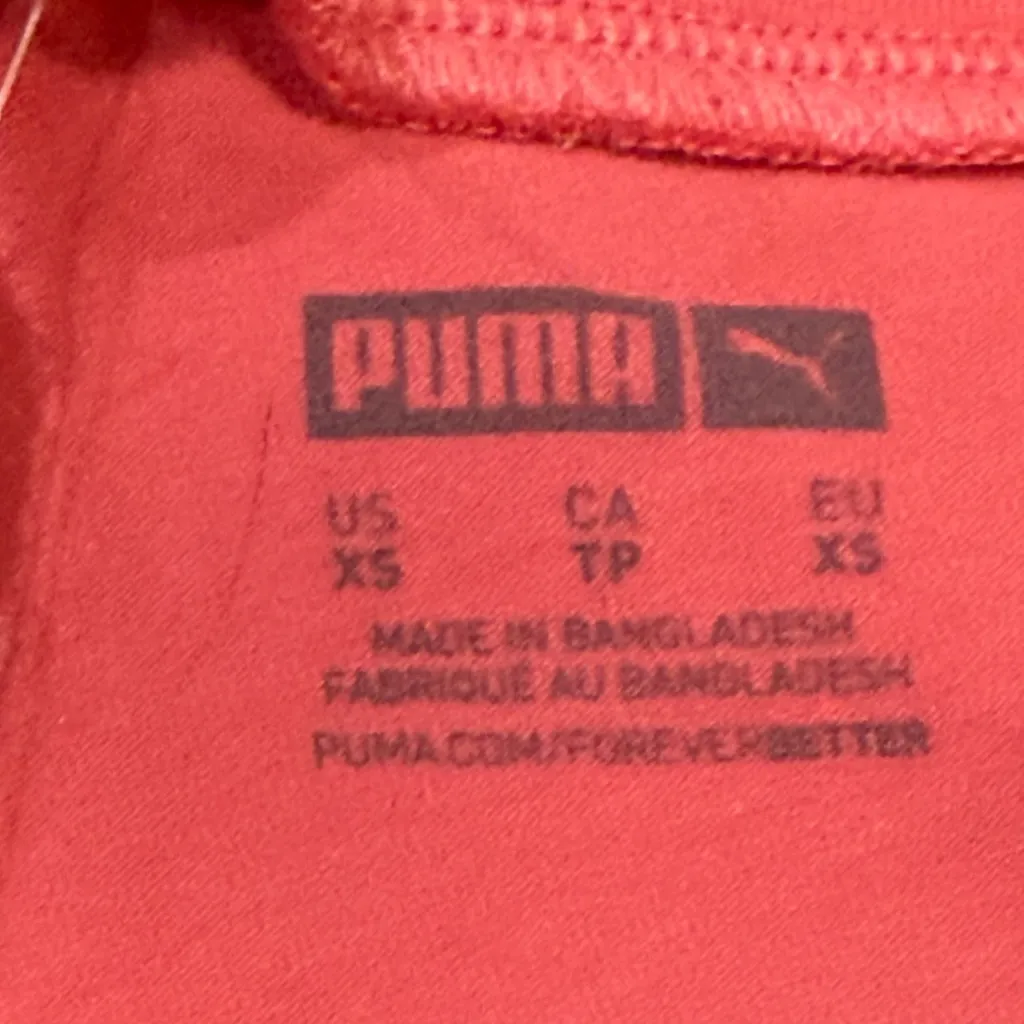 PUMA
US CA EU
XS TP XS
MADE IN BANGLADESH
FABRIQUÉ AU BANGLADESH
PUMA.COM/FOREVERBETTER